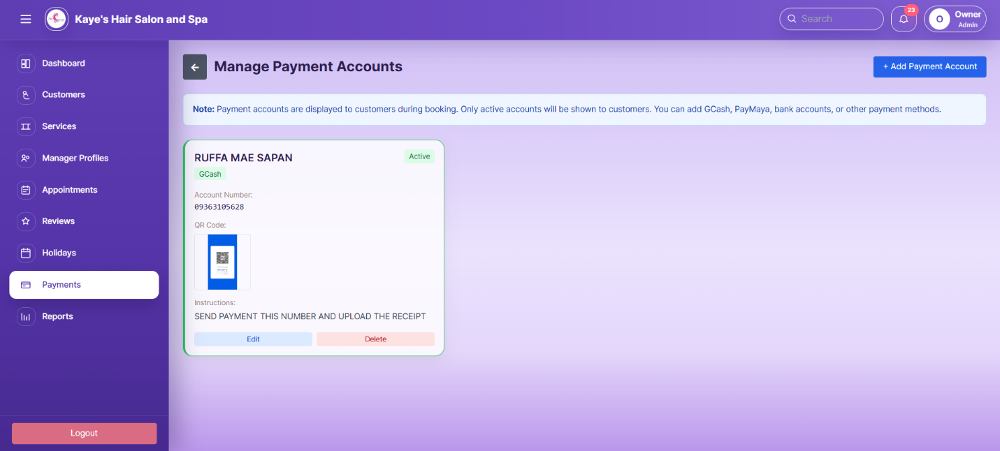 Kaye's Hair Salon and Spa
Search
23
O
Owner
Admin
Dashboard
Customers
Services
Manager Profiles
Appointments
Reviews
Holidays
Payments
Reports
Logout
Manage Payment Accounts
+ Add Payment Account
Note: Payment accounts are displayed to customers during booking. Only active accounts will be shown to customers. You can add GCash, PayMaya, bank accounts, or other payment methods.
RUFFA MAE SAPAN
Active
GCash
Account Number:
09363105628
QR Code:
Instructions:
SEND PAYMENT THIS NUMBER AND UPLOAD THE RECEIPT
Edit
Delete